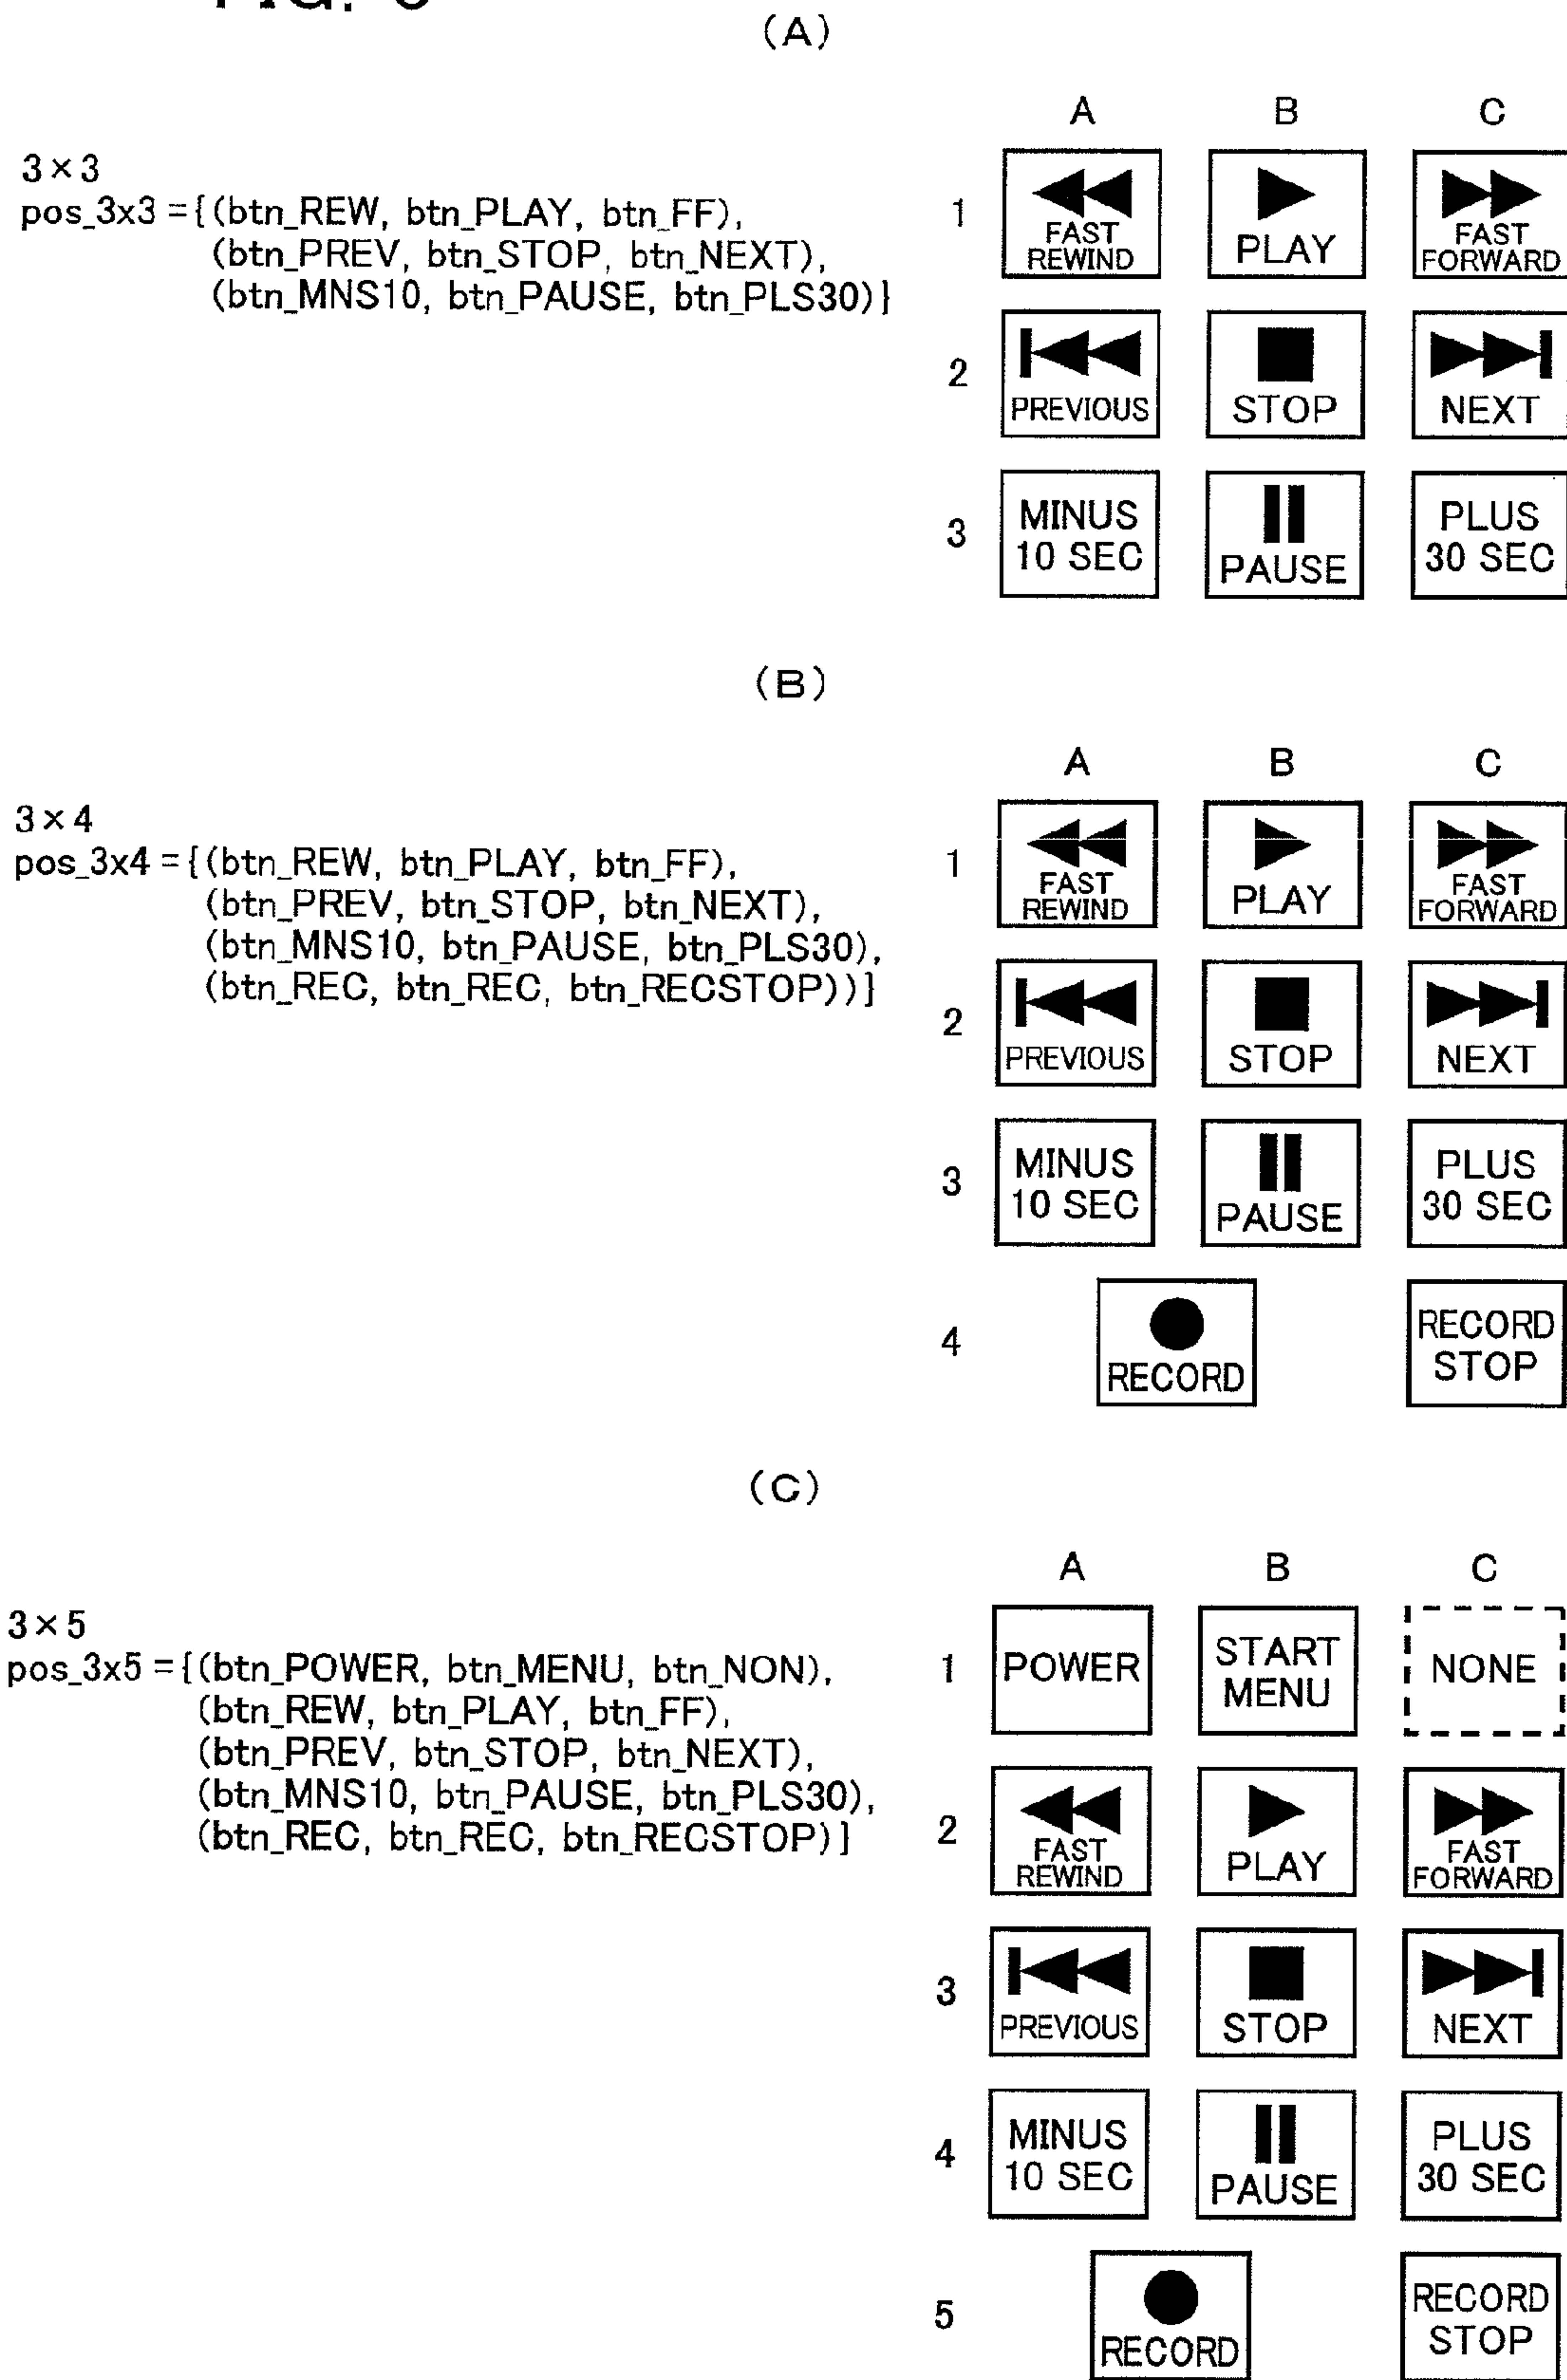 (A)
3×3
pos_3x3={(btn_REW, btn_PLAY, btn_FF),
(btn_PREV, btn_STOP, btn_NEXT),
(btn_MNS10, btn_PAUSE, btn_PLS30)}
A B C
1
FAST REWIND
PLAY
FAST FORWARD
2
PREVIOUS
STOP
NEXT
3
MINUS 10 SEC
PAUSE
PLUS 30 SEC
(B)
3×4
pos_3x4={(btn_REW, btn_PLAY, btn_FF),
(btn_PREV, btn_STOP, btn_NEXT),
(btn_MNS10, btn_PAUSE, btn_PLS30),
(btn_REC, btn_REC, btn_RECSTOP))}
A B C
1
FAST REWIND
PLAY
FAST FORWARD
2
PREVIOUS
STOP
NEXT
3
MINUS 10 SEC
PAUSE
PLUS 30 SEC
4
RECORD
RECORD STOP
(C)
3×5
pos_3x5={(btn_POWER, btn_MENU, btn_NON),
(btn_REW, btn_PLAY, btn_FF),
(btn_PREV, btn_STOP, btn_NEXT),
(btn_MNS10, btn_PAUSE, btn_PLS30),
(btn_REC, btn_REC, btn_RECSTOP)}
A B C
1
POWER
START MENU
NONE
2
FAST REWIND
PLAY
FAST FORWARD
3
PREVIOUS
STOP
NEXT
4
MINUS 10 SEC
PAUSE
PLUS 30 SEC
5
RECORD
RECORD STOP